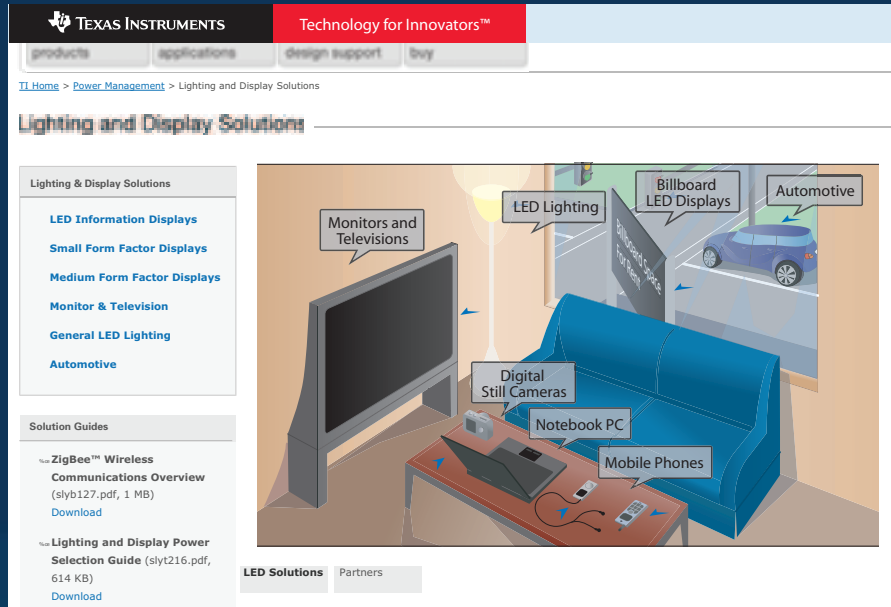 TEXAS INSTRUMENTS
Technology for Innovators™
products applications design support buy
TI Home > Power Management > Lighting and Display Solutions
Lighting and Display Solutions
Lighting & Display Solutions
LED Information Displays
Small Form Factor Displays
Medium Form Factor Displays
Monitor & Television
General LED Lighting
Automotive
Solution Guides
ZigBee™ Wireless
Communications Overview
(slyb127.pdf, 1 MB)
Download
Lighting and Display Power
Selection Guide (slyt216.pdf,
614 KB)
Download
Monitors and
Televisions
LED Lighting
Billboard
LED Displays
Automotive
Billboard Space
For Rent
Digital
Still Cameras
Notebook PC
Mobile Phones
LED Solutions Partners